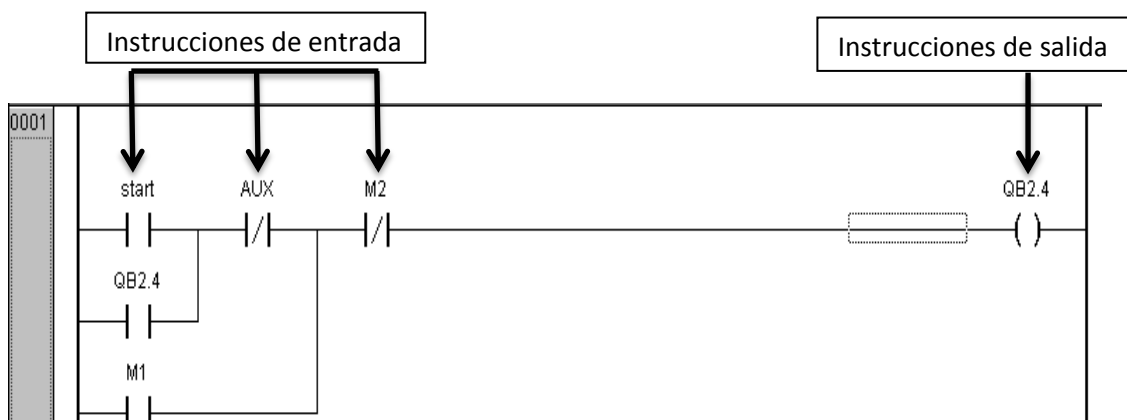 Instrucciones de entrada
Instrucciones de salida
0001
start AUX M2 QB2.4
QB2.4
M1